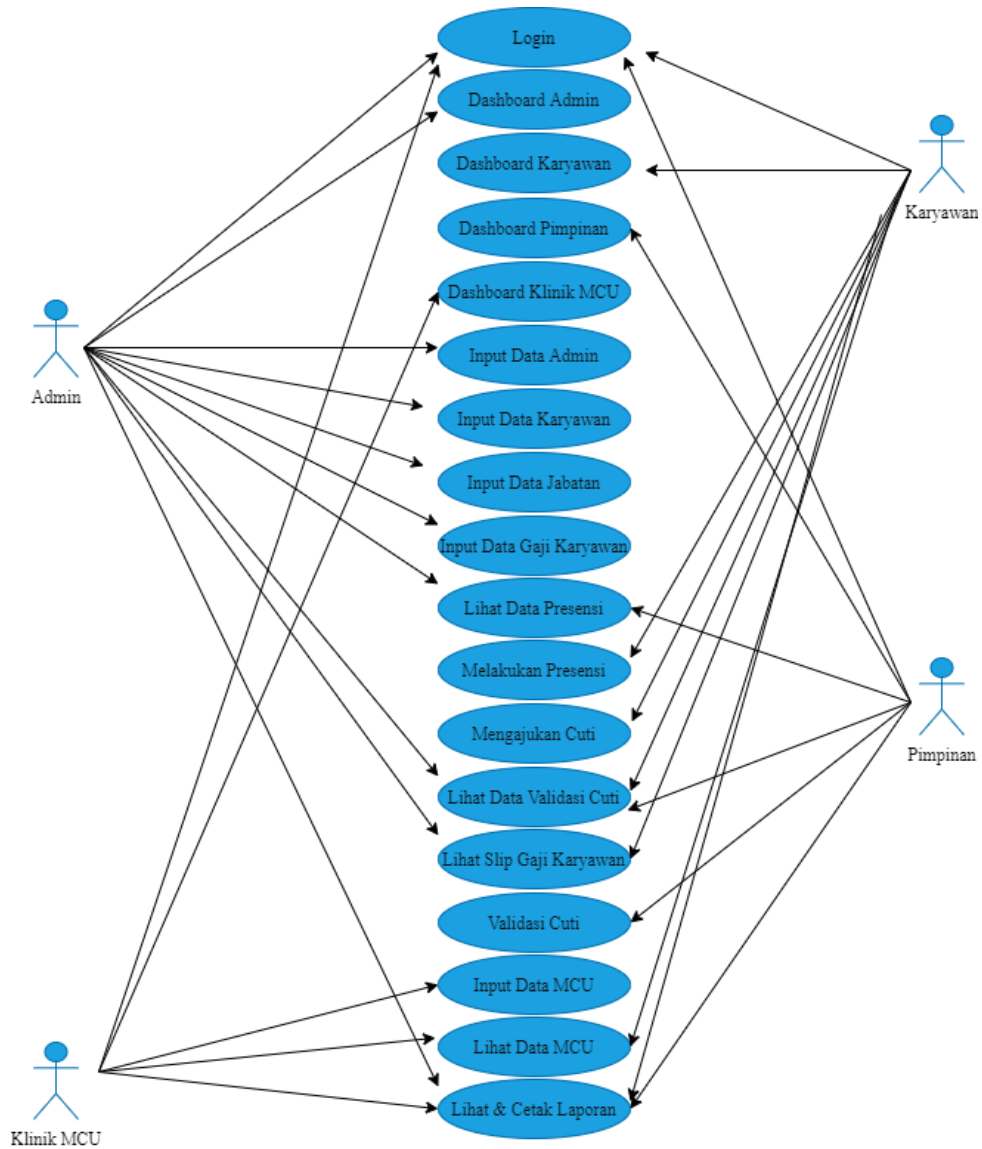 Login
Dashboard Admin
Dashboard Karyawan
Karyawan
Dashboard Pimpinan
Dashboard Klinik MCU
Input Data Admin
Admin
Input Data Karyawan
Input Data Jabatan
Input Data Gaji Karyawan
Lihat Data Presensi
Melakukan Presensi
Mengajukan Cuti
Pimpinan
Lihat Data Validasi Cuti
Lihat Slip Gaji Karyawan
Validasi Cuti
Input Data MCU
Lihat Data MCU
Lihat & Cetak Laporan
Klinik MCU